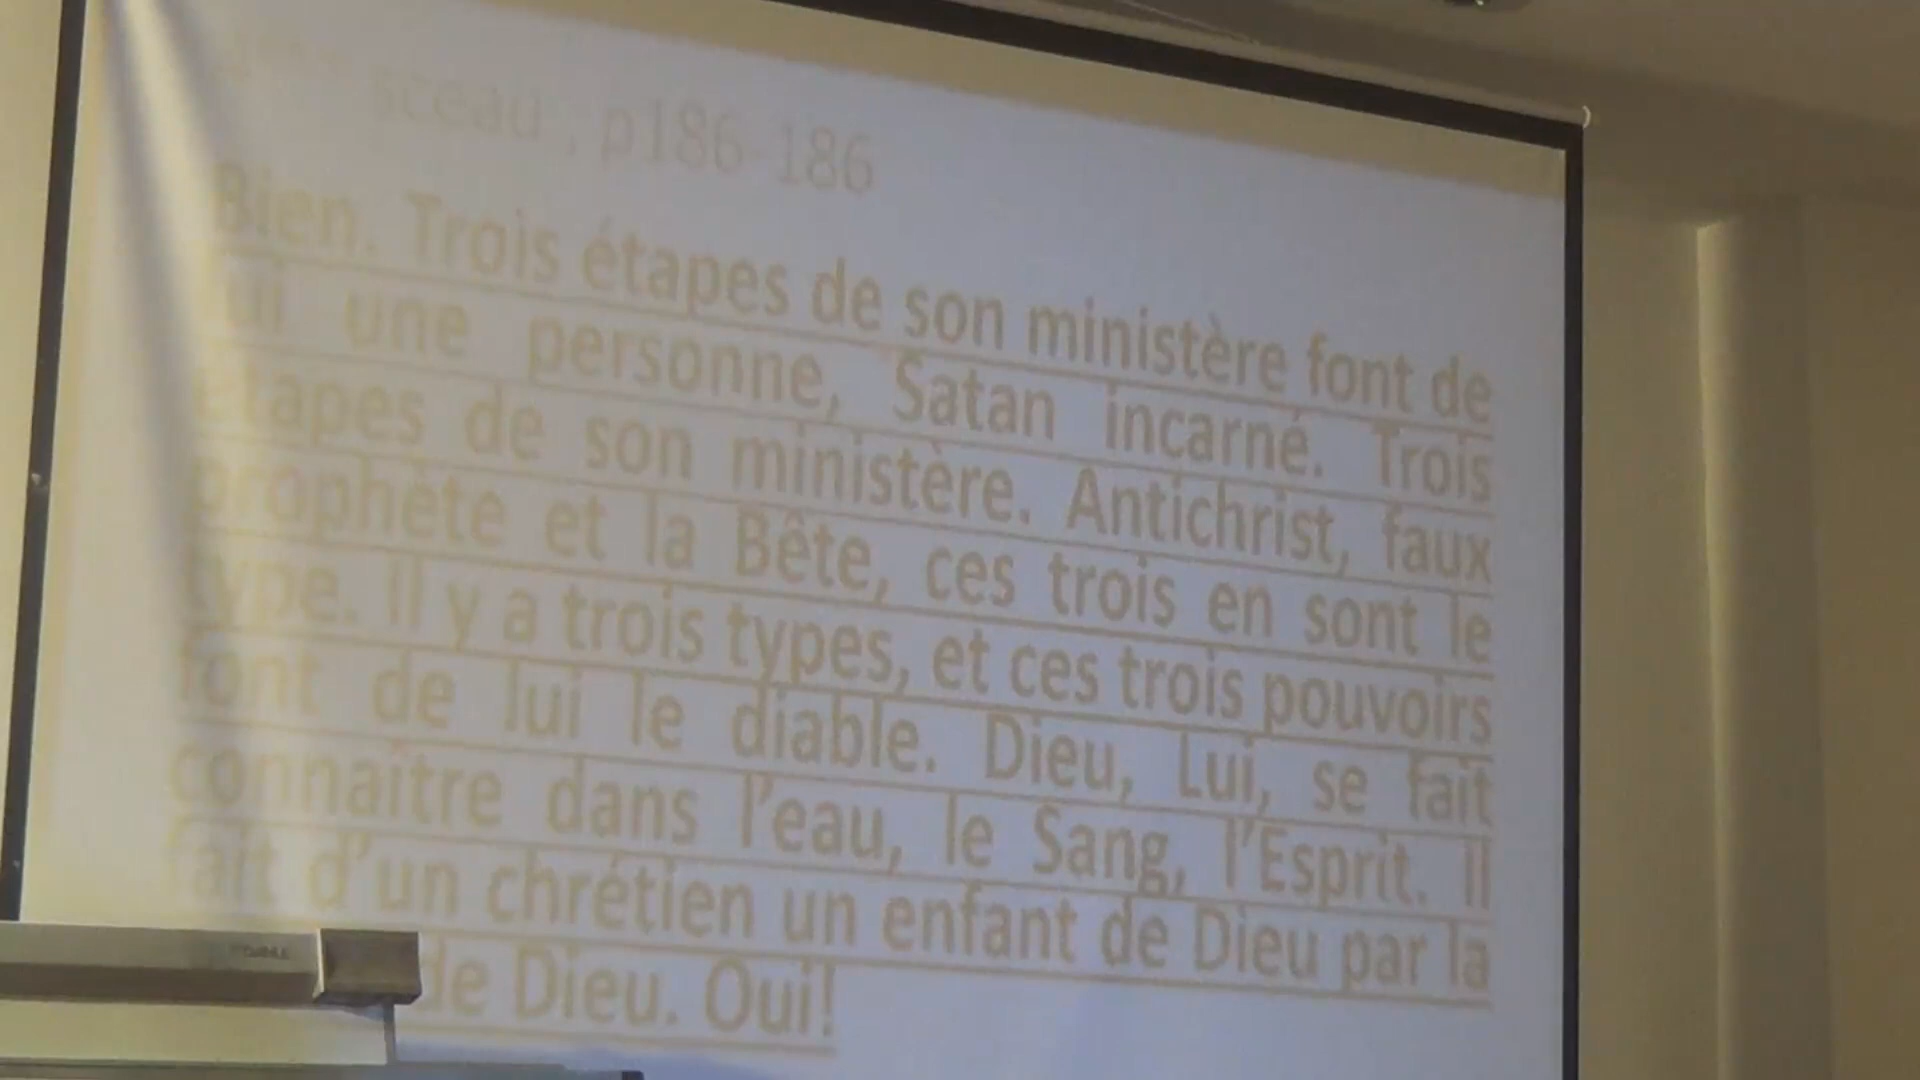 sceau , p186-186
Bien. Trois étapes de son ministère font de
lui une personne, Satan incarné. Trois
étapes de son ministère. Antichrist, faux
prophète et la Bête, ces trois en sont le
type. Il y a trois types, et ces trois pouvoirs
font de lui le diable. Dieu, Lui, se fait
connaître dans l'eau, le Sang, l'Esprit. Il
fait d'un chrétien un enfant de Dieu par la
de Dieu. Oui!